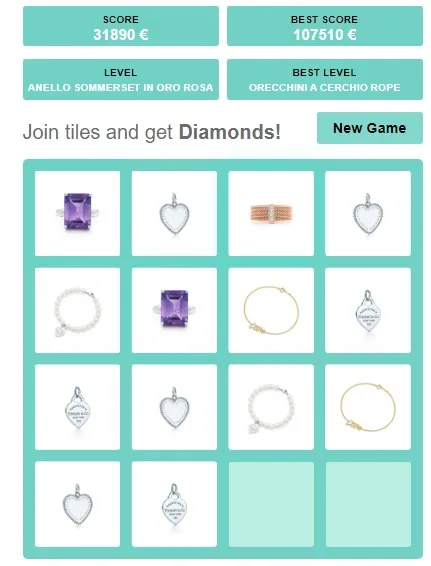 SCORE
31890 €
BEST SCORE
107510 €
LEVEL
ANELLO SOMMERSET IN ORO ROSA
BEST LEVEL
ORECCHINI A CERCHIO ROPE
Join tiles and get Diamonds!
New Game